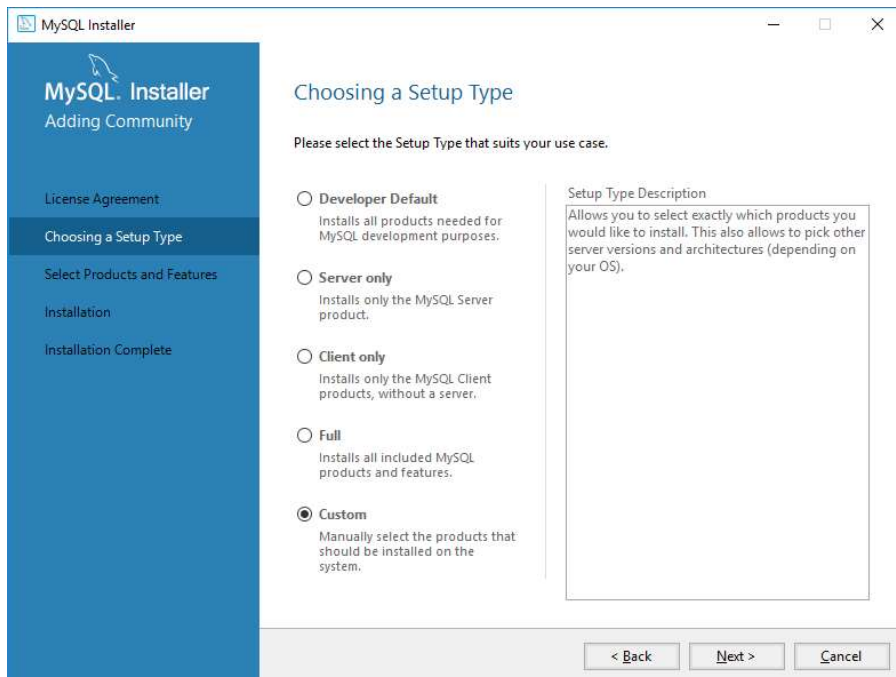 MySQL Installer
MySQL. Installer
Adding Community
License Agreement
Choosing a Setup Type
Select Products and Features
Installation
Installation Complete
Choosing a Setup Type
Please select the Setup Type that suits your use case.
Developer Default
Installs all products needed for
MySQL development purposes.
Server only
Installs only the MySQL Server
product.
Client only
Installs only the MySQL Client
products, without a server.
Full
Installs all included MySQL
products and features.
Custom
Manually select the products that
should be installed on the
system.
Setup Type Description
Allows you to select exactly which products you
would like to install. This also allows to pick other
server versions and architectures (depending on
your OS).
< Back
Next >
Cancel